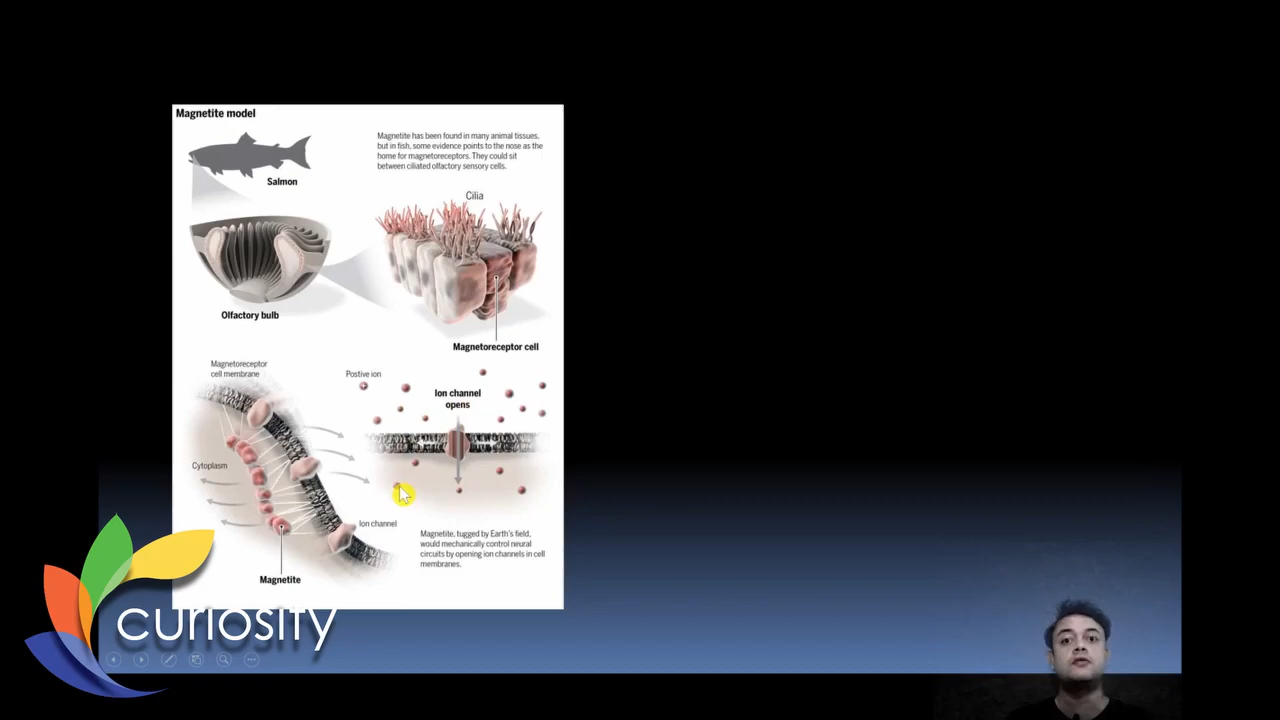 Magnetite model
Magnetite has been found in many animal tissues,
but in fish, some evidence points to the nose as the
home for magnetoreceptors. They could sit
between ciliated olfactory sensory cells.
Salmon
Cilia
Olfactory bulb
Magnetoreceptor cell
Magnetoreceptor
cell membrane
Postive ion
Ion channel
opens
Cytoplasm
Ion channel
Magnetite, tugged by Earth's field,
would mechanically control neural
circuits by opening ion channels in cell
membranes.
Magnetite
curiosity